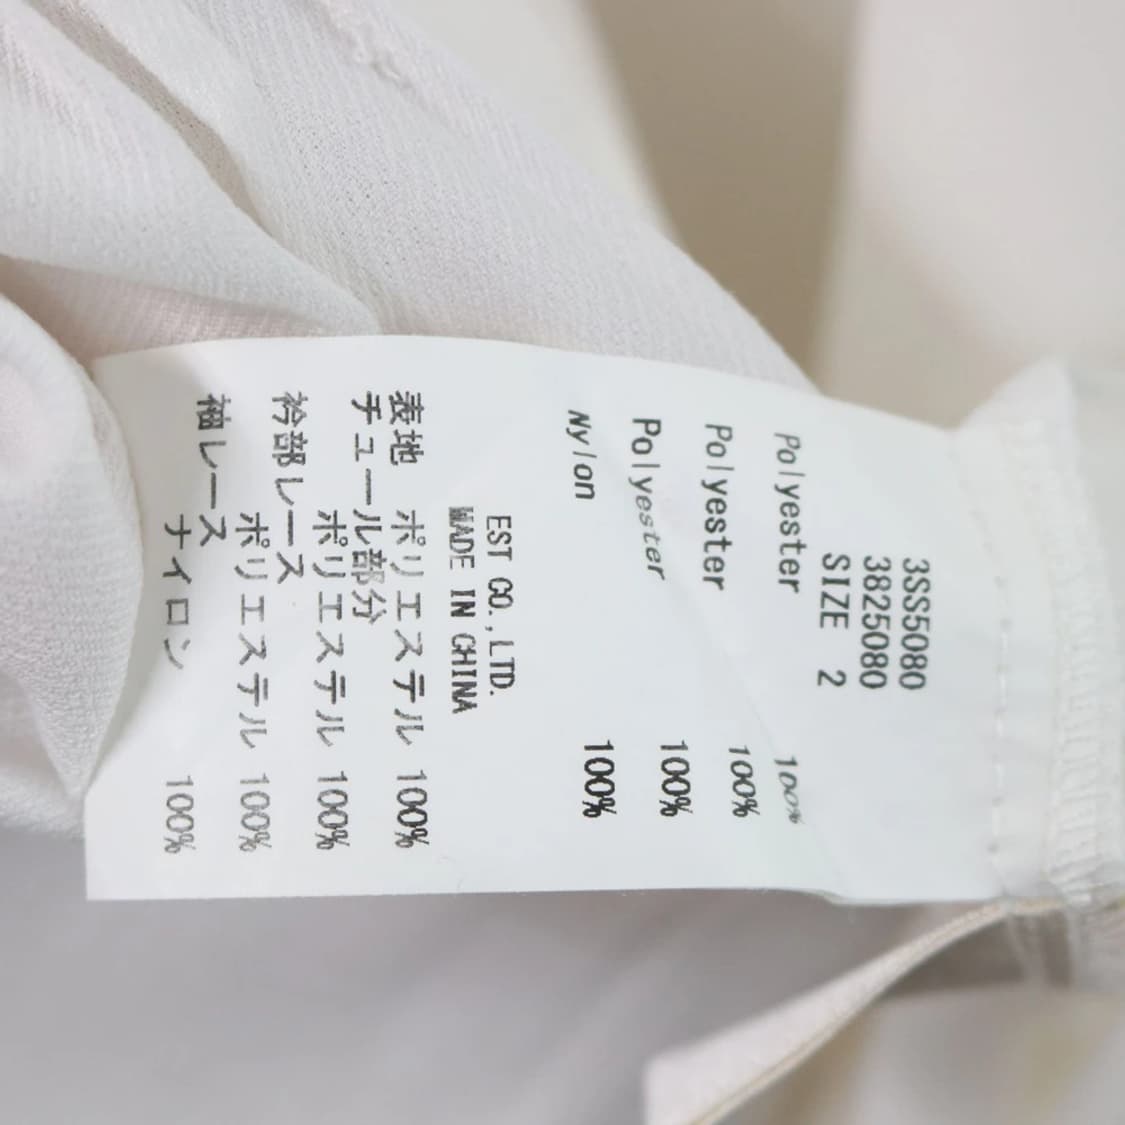 3SS5080
3825080
SIZE 2
Polyester 100%
Polyester 100%
Polyester 100%
Nylon 100%
EST CO.,LTD.
MADE IN CHINA
表地 ポリエステル 100%
チュール部分
ポリエステル 100%
衿部レース
ポリエステル 100%
袖レース
ナイロン 100%